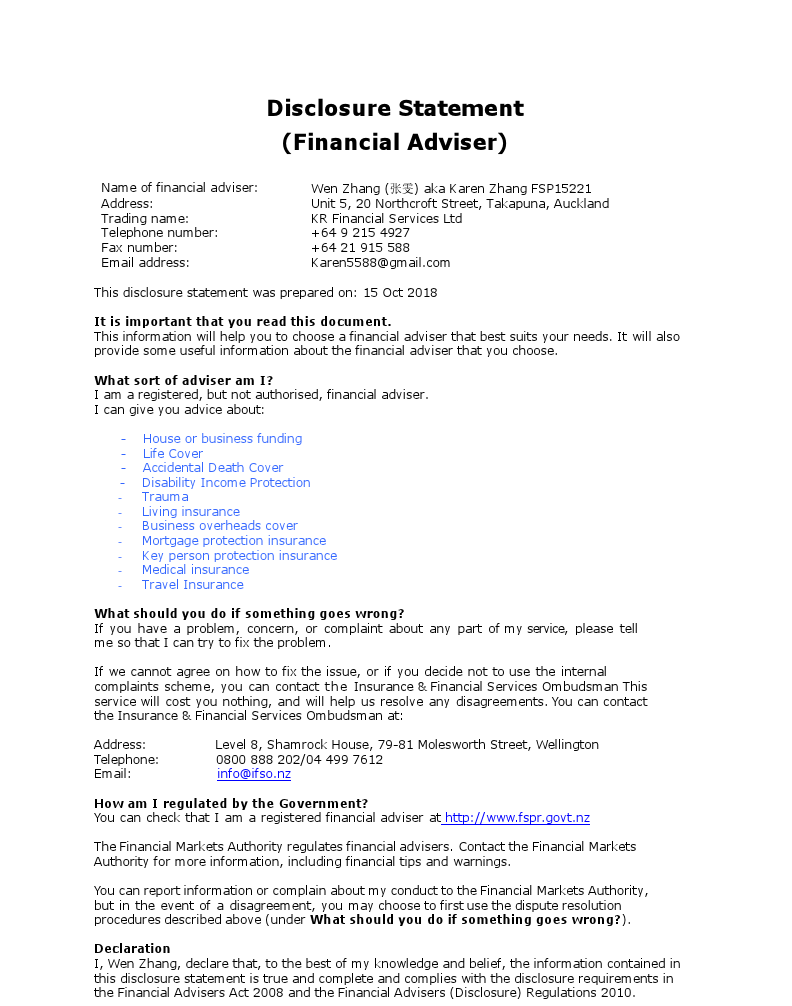 Disclosure Statement
(Financial Adviser)
Name of financial adviser: Wen Zhang (张雯) aka Karen Zhang FSP15221
Address: Unit 5, 20 Northcroft Street, Takapuna, Auckland
Trading name: KR Financial Services Ltd
Telephone number: +64 9 215 4927
Fax number: +64 21 915 588
Email address: Karen5588@gmail.com
This disclosure statement was prepared on: 15 Oct 2018
It is important that you read this document.
This information will help you to choose a financial adviser that best suits your needs. It will also
provide some useful information about the financial adviser that you choose.
What sort of adviser am I?
I am a registered, but not authorised, financial adviser.
I can give you advice about:
- House or business funding
- Life Cover
- Accidental Death Cover
- Disability Income Protection
- Trauma
- Living insurance
- Business overheads cover
- Mortgage protection insurance
- Key person protection insurance
- Medical insurance
- Travel Insurance
What should you do if something goes wrong?
If you have a problem, concern, or complaint about any part of my service, please tell
me so that I can try to fix the problem.
If we cannot agree on how to fix the issue, or if you decide not to use the internal
complaints scheme, you can contact the Insurance & Financial Services Ombudsman This
service will cost you nothing, and will help us resolve any disagreements. You can contact
the Insurance & Financial Services Ombudsman at:
Address: Level 8, Shamrock House, 79-81 Molesworth Street, Wellington
Telephone: 0800 888 202/04 499 7612
Email: info@ifso.nz
How am I regulated by the Government?
You can check that I am a registered financial adviser at http://www.fspr.govt.nz
The Financial Markets Authority regulates financial advisers. Contact the Financial Markets
Authority for more information, including financial tips and warnings.
You can report information or complain about my conduct to the Financial Markets Authority,
but in the event of a disagreement, you may choose to first use the dispute resolution
procedures described above (under What should you do if something goes wrong?).
Declaration
I, Wen Zhang, declare that, to the best of my knowledge and belief, the information contained in
this disclosure statement is true and complete and complies with the disclosure requirements in
the Financial Advisers Act 2008 and the Financial Advisers (Disclosure) Regulations 2010.